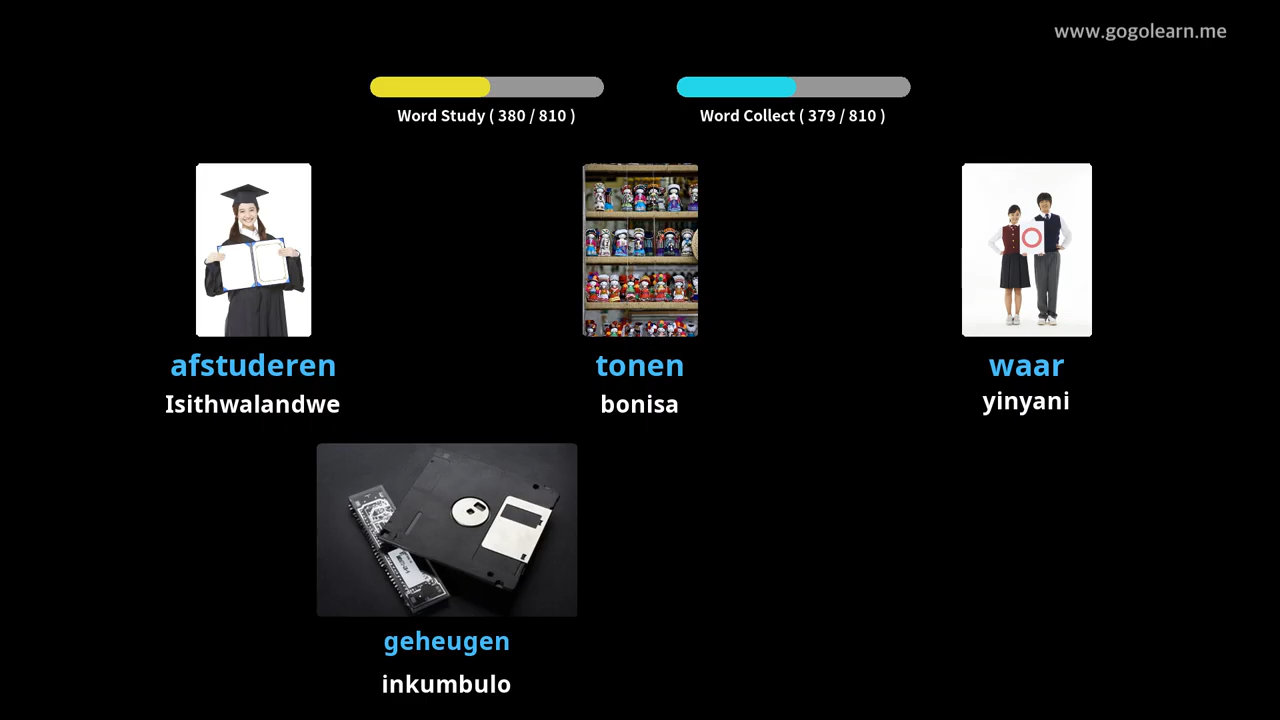 www.gogolearn.me
Word Study ( 380 / 810 )
Word Collect ( 379 / 810 )
afstuderen
Isithwalandwe
tonen
bonisa
waar
yinyani
geheugen
inkumbulo